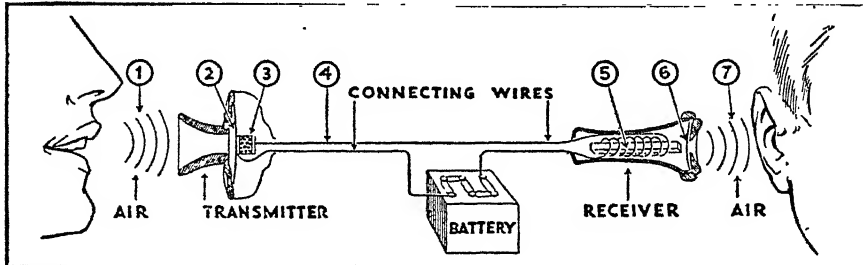 1 2 3 4 5 6 7
CONNECTING WIRES
AIR TRANSMITTER BATTERY RECEIVER AIR